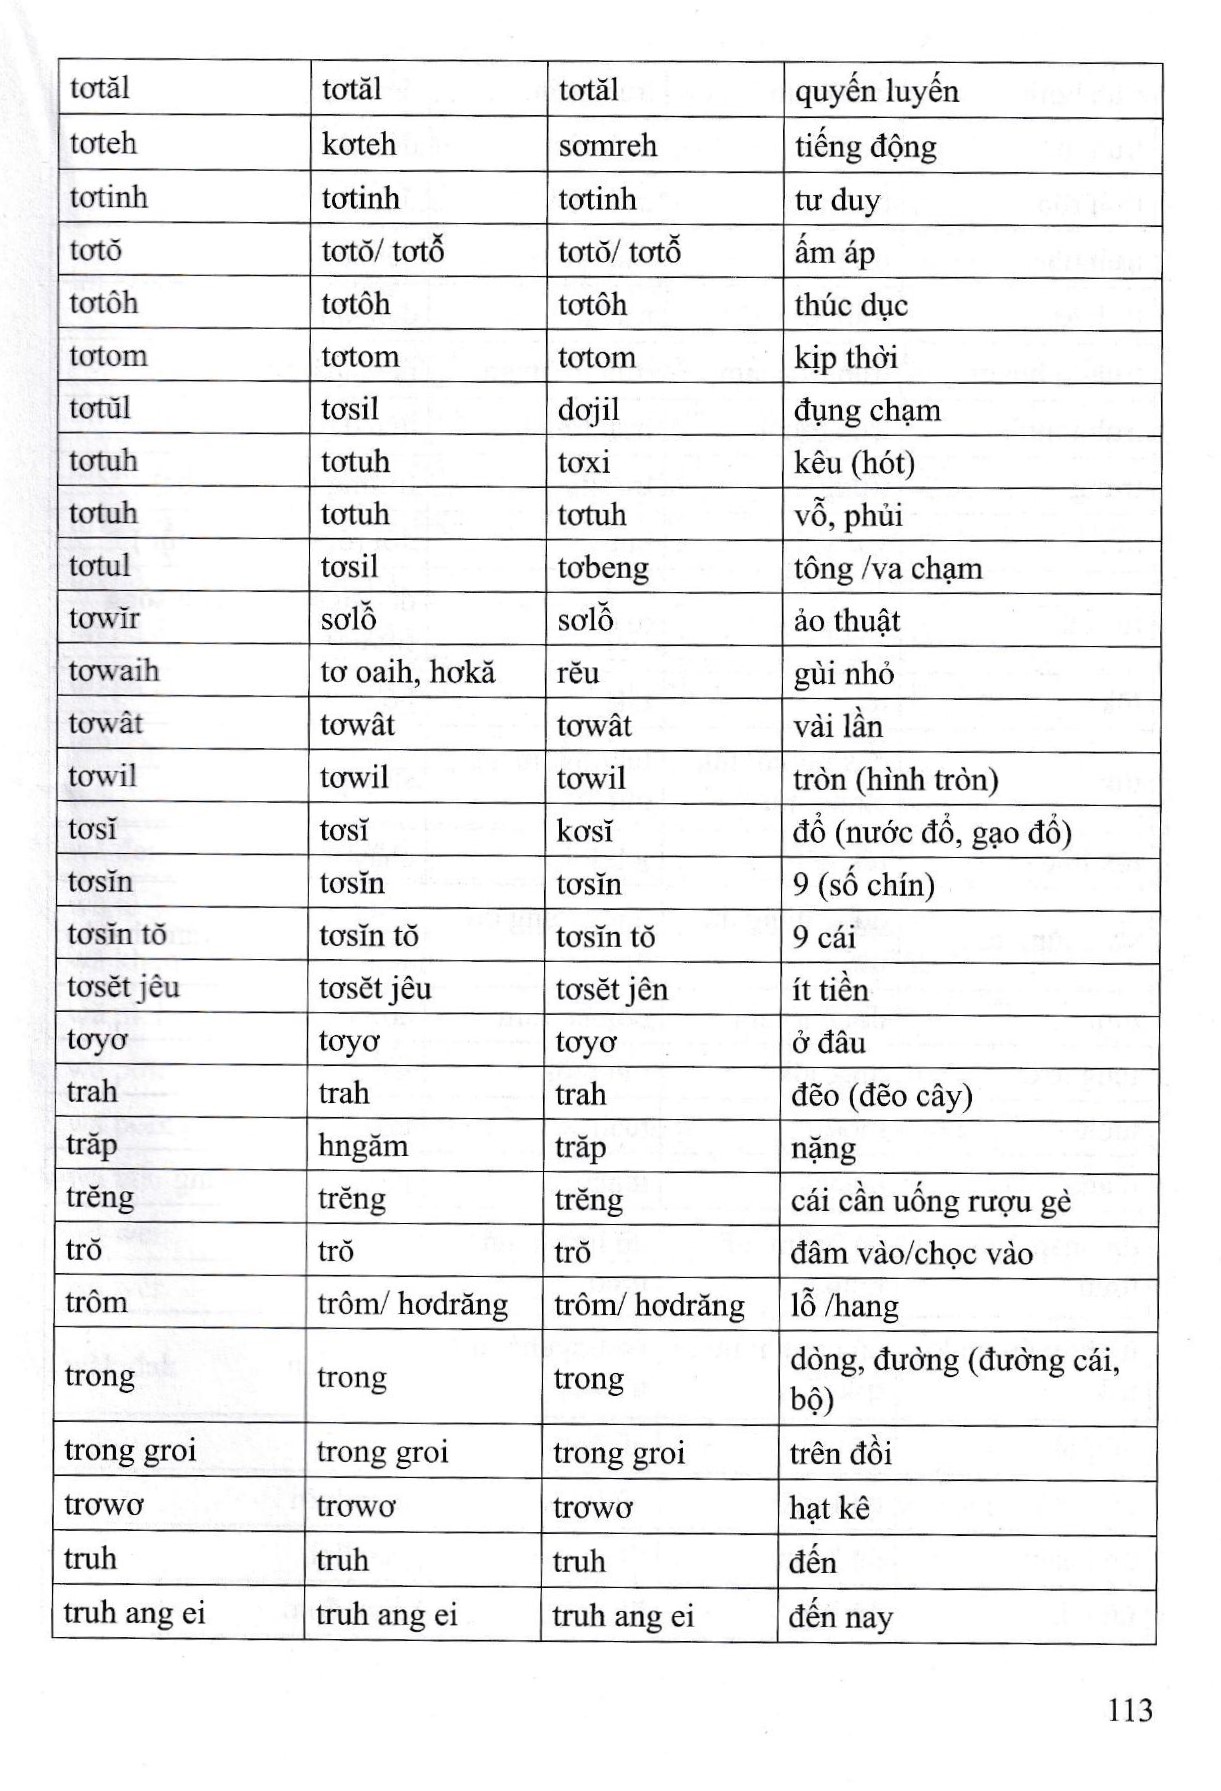 tơtăl tơtăl tơtăl quyến luyến
tơteh kơteh sơmreh tiếng động
tơtinh tơtinh tơtinh tư duy
tơtŏ tơtŏ/ tơtô̆ tơtŏ/ tơtô̆ ấm áp
tơtôh tơtôh tơtôh thúc dục
tơtom tơtom tơtom kịp thời
tơtŭl tơsil dơjil đụng chạm
tơtuh tơtuh tơxi kêu (hót)
tơtuh tơtuh tơtuh vỗ, phủi
tơtul tơsil tơbeng tông /va chạm
tơwĭr sơlô̆ sơlô̆ ảo thuật
tơwaih tơ oaih, hơkă rĕu gùi nhỏ
tơwât tơwât tơwât vài lần
tơwil tơwil tơwil tròn (hình tròn)
tơsĭ tơsĭ kơsĭ đổ (nước đổ, gạo đổ)
tơsĭn tơsĭn tơsĭn 9 (số chín)
tơsĭn tŏ tơsĭn tŏ tơsĭn tŏ 9 cái
tơsĕt jêu tơsĕt jêu tơsĕt jên ít tiền
tơyơ tơyơ tơyơ ở đâu
trah trah trah đẽo (đẽo cây)
trăp hngăm trăp nặng
trĕng trĕng trĕng cái cần uống rượu gè
trŏ trŏ trŏ đâm vào/chọc vào
trôm trôm/ hơdrăng trôm/ hơdrăng lỗ /hang
trong trong trong dòng, đường (đường cái,
bộ)
trong groi trong groi trong groi trên đồi
trơwơ trơwơ trơwơ hạt kê
truh truh truh đến
truh ang ei truh ang ei truh ang ei đến nay
113